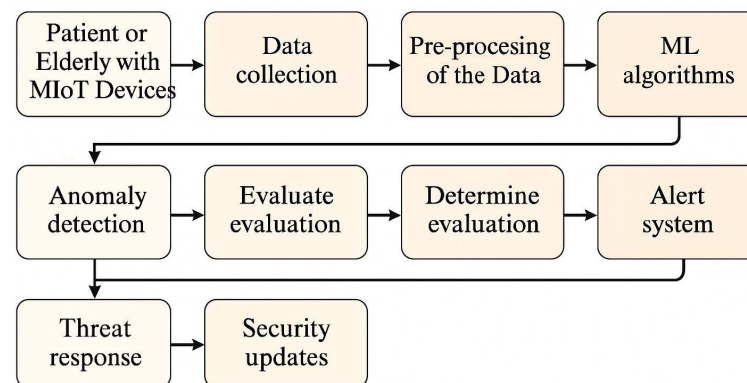 Patient or
Elderly with
MIoT Devices
Data
collection
Pre-procesing
of the Data
ML
algorithms
Anomaly
detection
Evaluate
evaluation
Determine
evaluation
Alert
system
Threat
response
Security
updates